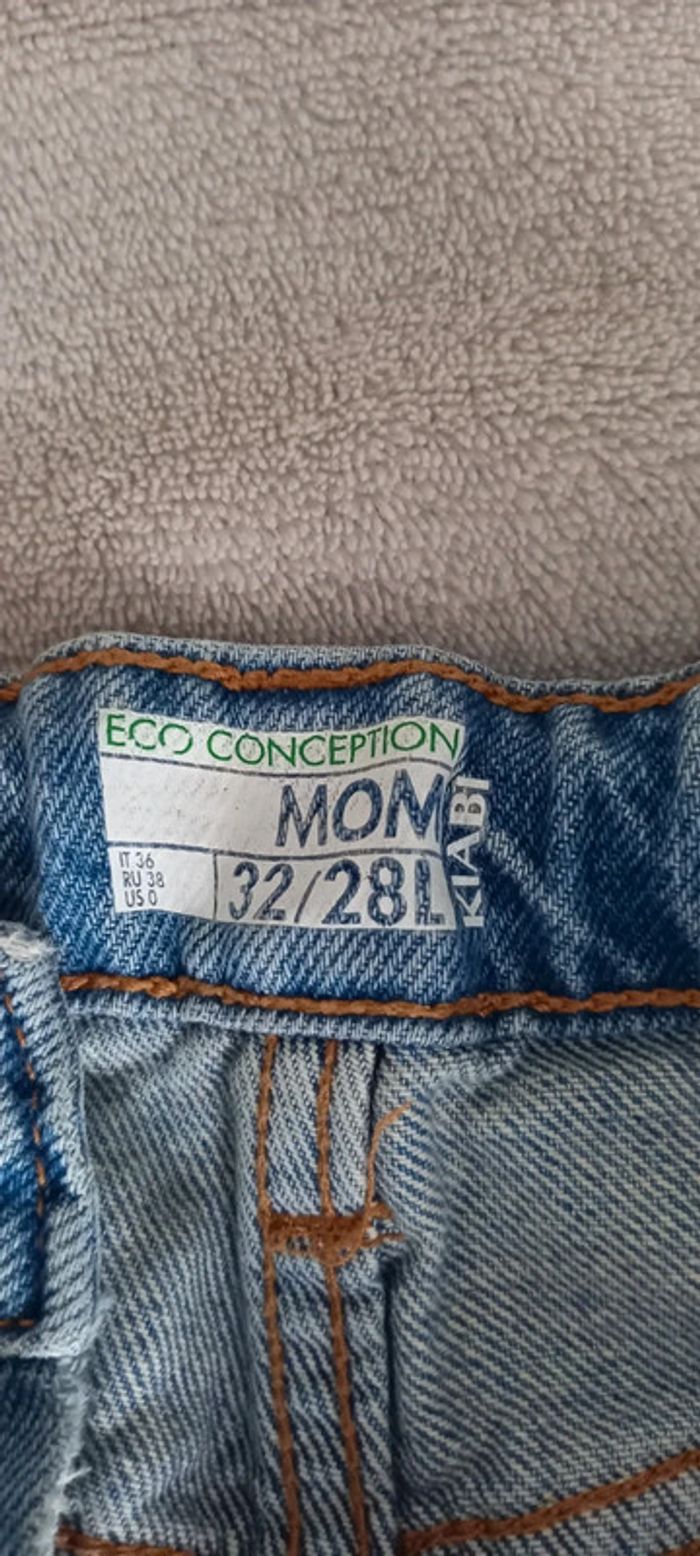 ECO CONCEPTION
MOM
IT 36
RU 38
US 0
32/28L
KIABI